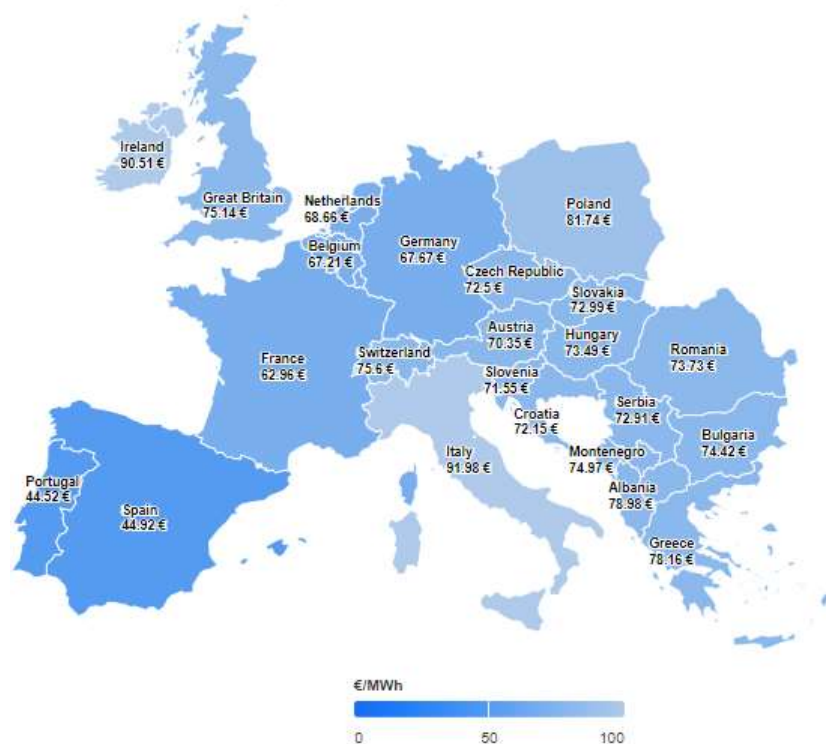 Ireland
90.51 €
Great Britain
75.14 €
Netherlands
68.66 €
Belgium
67.21 €
Germany
67.67 €
Poland
81.74 €
Czech Republic
72.5 €
Slovakia
72.99 €
Austria
70.35 €
Hungary
73.49 €
France
62.96 €
Switzerland
75.6 €
Romania
73.73 €
Slovenia
71.55 €
Croatia
72.15 €
Serbia
72.91 €
Bulgaria
74.42 €
Italy
91.98 €
Montenegro
74.97 €
Portugal
44.52 €
Spain
44.92 €
Albania
78.98 €
Greece
78.16 €
€/MWh
0 50 100